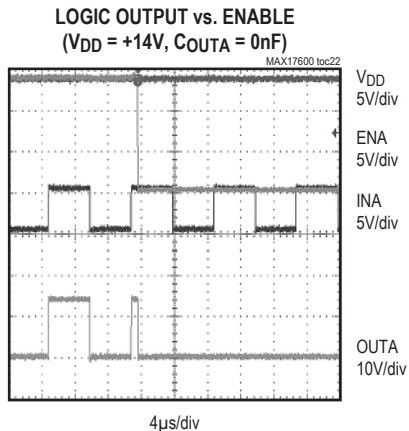 LOGIC OUTPUT vs. ENABLE
(VDD = +14V, COUTA = 0nF)
MAX17600 toc22
VDD
5V/div
ENA
5V/div
INA
5V/div
OUTA
10V/div
4µs/div